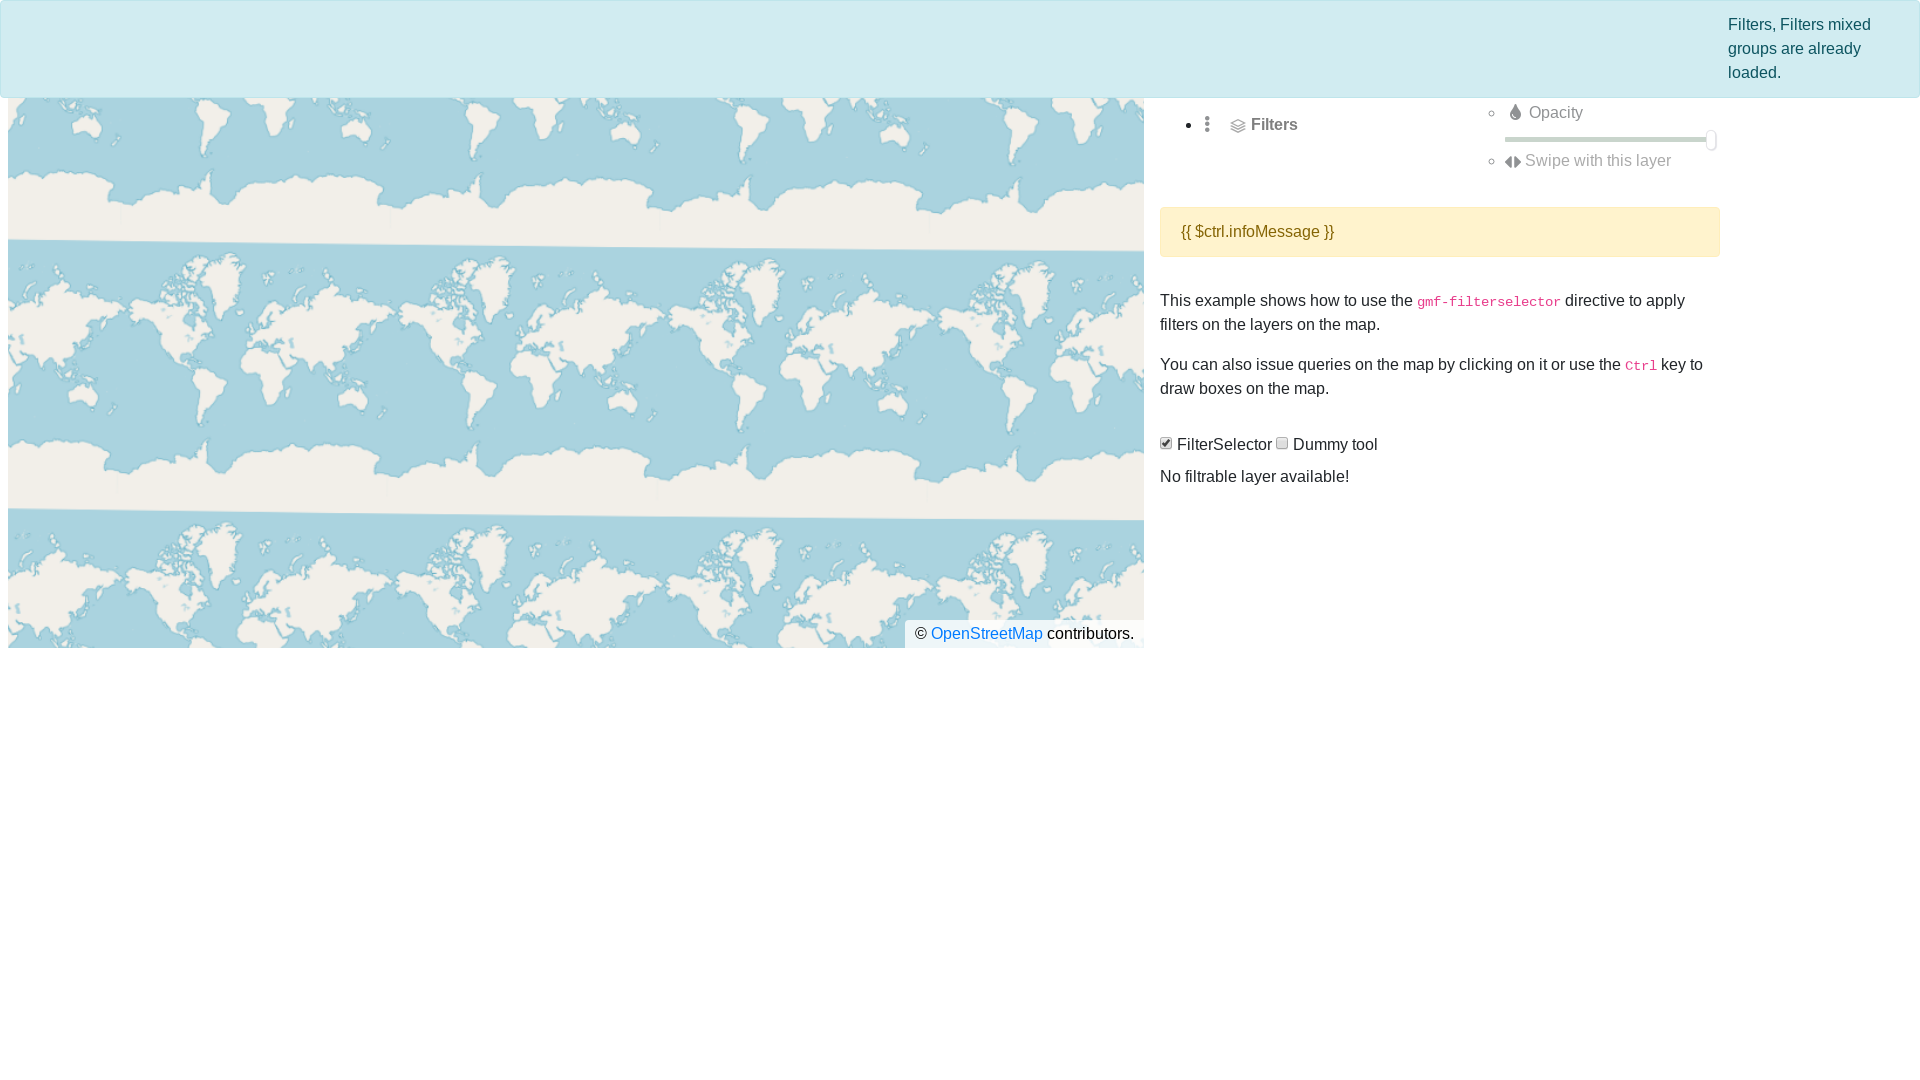 Filters, Filters mixed
groups are already
loaded.
Filters
Opacity
Swipe with this layer
{{ $ctrl.infoMessage }}
This example shows how to use the gmf-filterselector directive to apply
filters on the layers on the map.
You can also issue queries on the map by clicking on it or use the Ctrl key to
draw boxes on the map.
FilterSelector Dummy tool
No filtrable layer available!
© OpenStreetMap contributors.